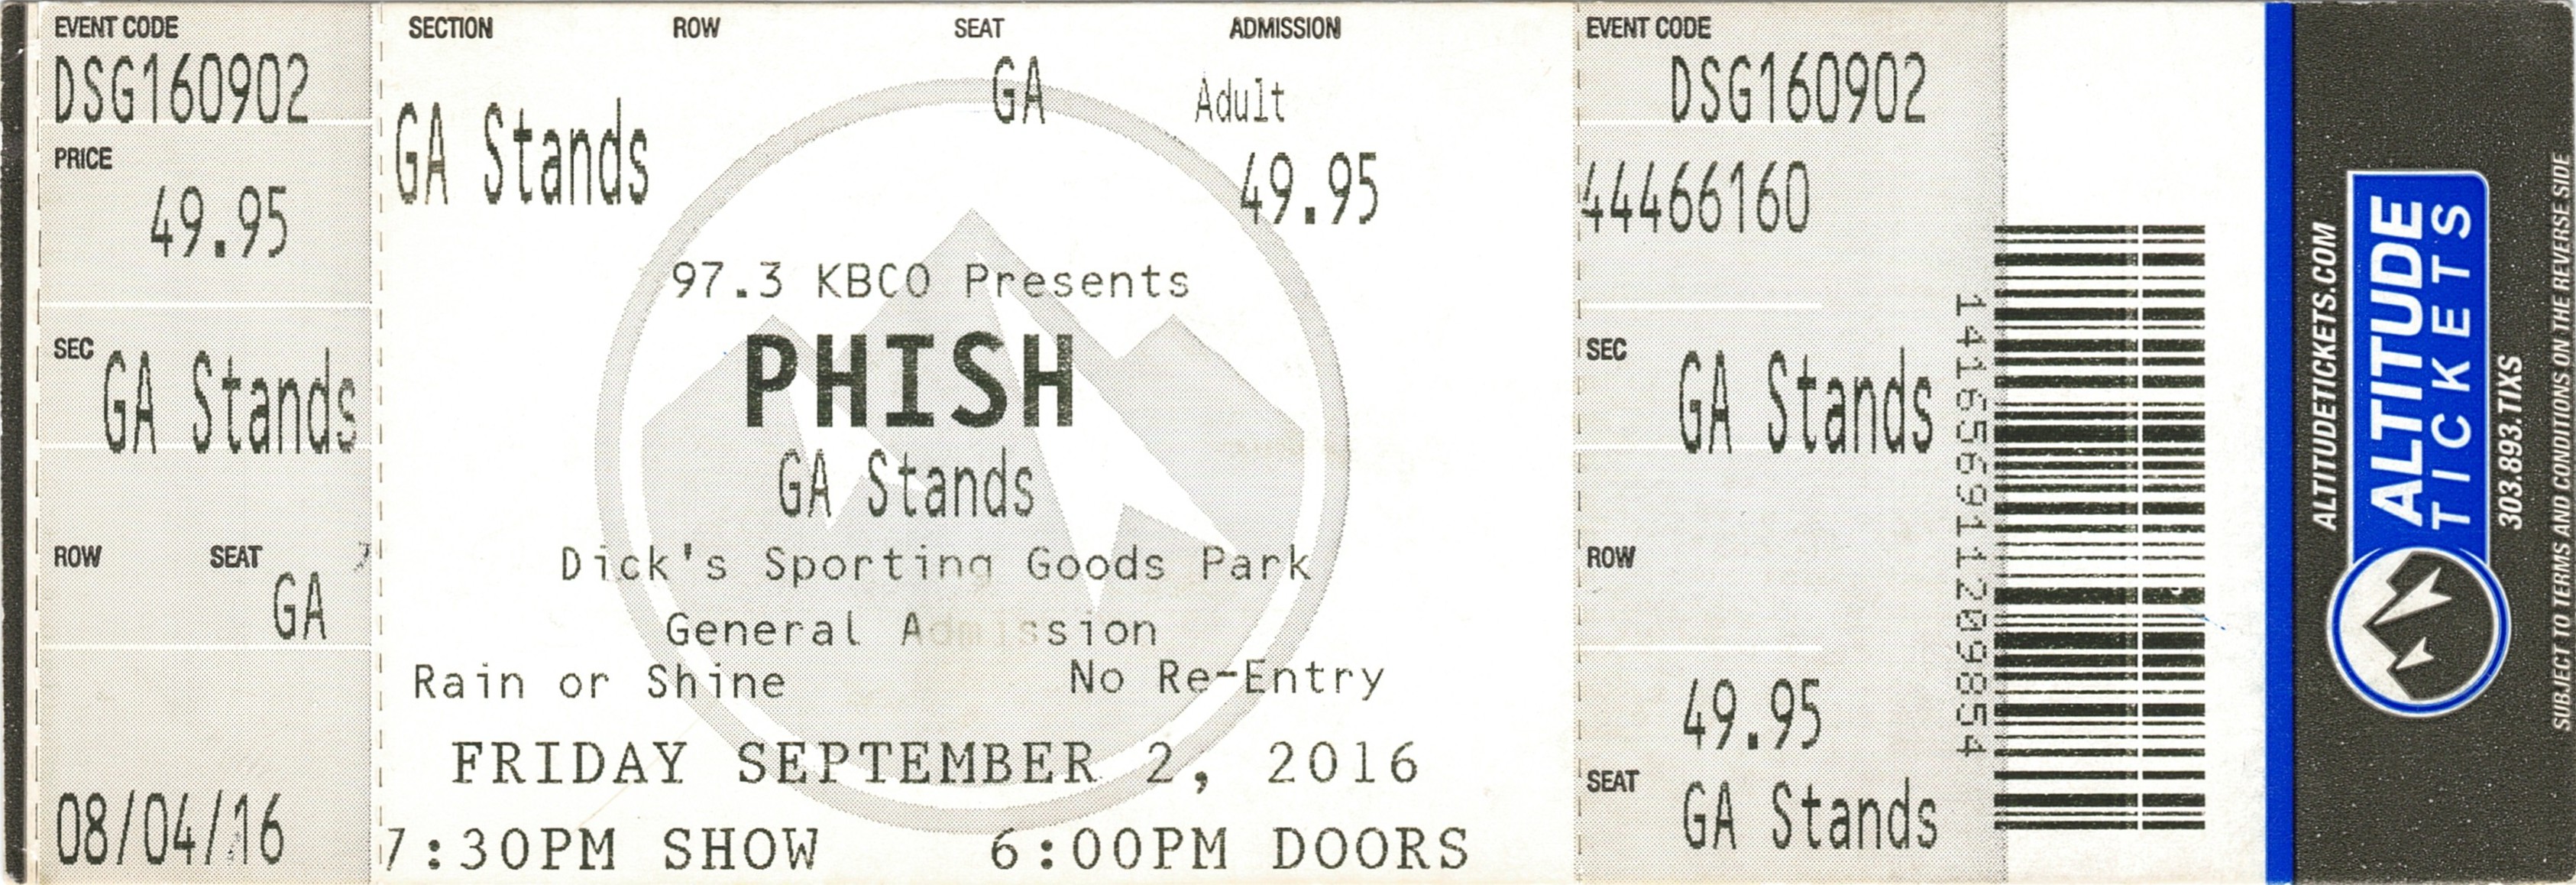 EVENT CODE
DSG160902
PRICE
49.95
SEC
GA Stands
ROW SEAT
GA
08/04/16
SECTION ROW SEAT ADMISSION
GA Stands GA Adult
49.95
97.3 KBCO Presents
PHISH
GA Stands
Dick's Sporting Goods Park
General Admission
Rain or Shine No Re-Entry
FRIDAY SEPTEMBER 2, 2016
7:30PM SHOW 6:00PM DOORS
EVENT CODE
DSG160902
44466160
SEC
GA Stands
ROW
49.95
SEAT
GA Stands
141656911209854
ALTITUDETICKETS.COM
ALTITUDE
TICKETS
303.893.TIXS
SUBJECT TO TERMS AND CONDITIONS ON THE REVERSE SIDE